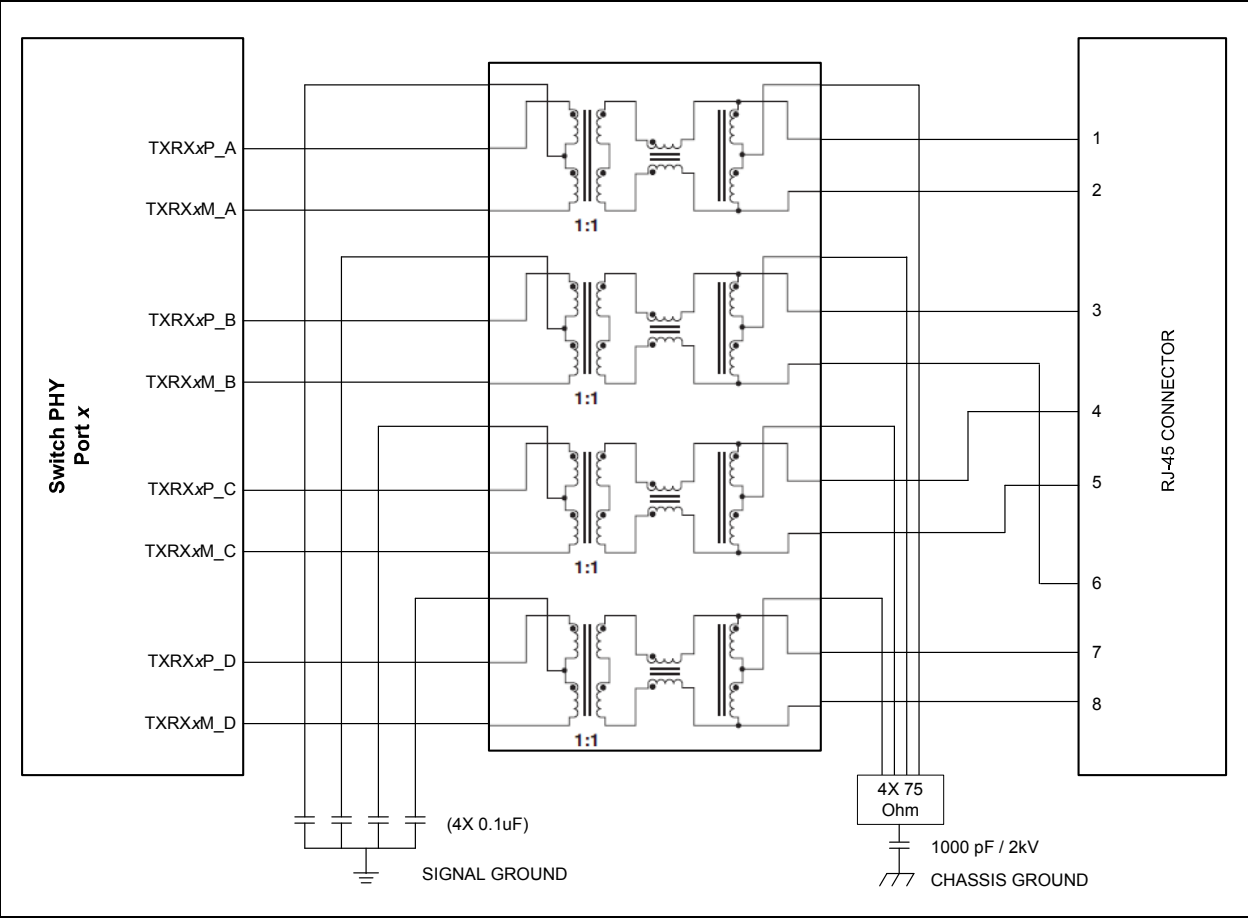 Switch PHY
Port x
TXRXxP_A
TXRXxM_A
TXRXxP_B
TXRXxM_B
TXRXxP_C
TXRXxM_C
TXRXxP_D
TXRXxM_D
1:1
1:1
1:1
1:1
1
2
3
4
5
6
7
8
RJ-45 CONNECTOR
(4X 0.1uF)
SIGNAL GROUND
4X 75
Ohm
1000 pF / 2kV
CHASSIS GROUND